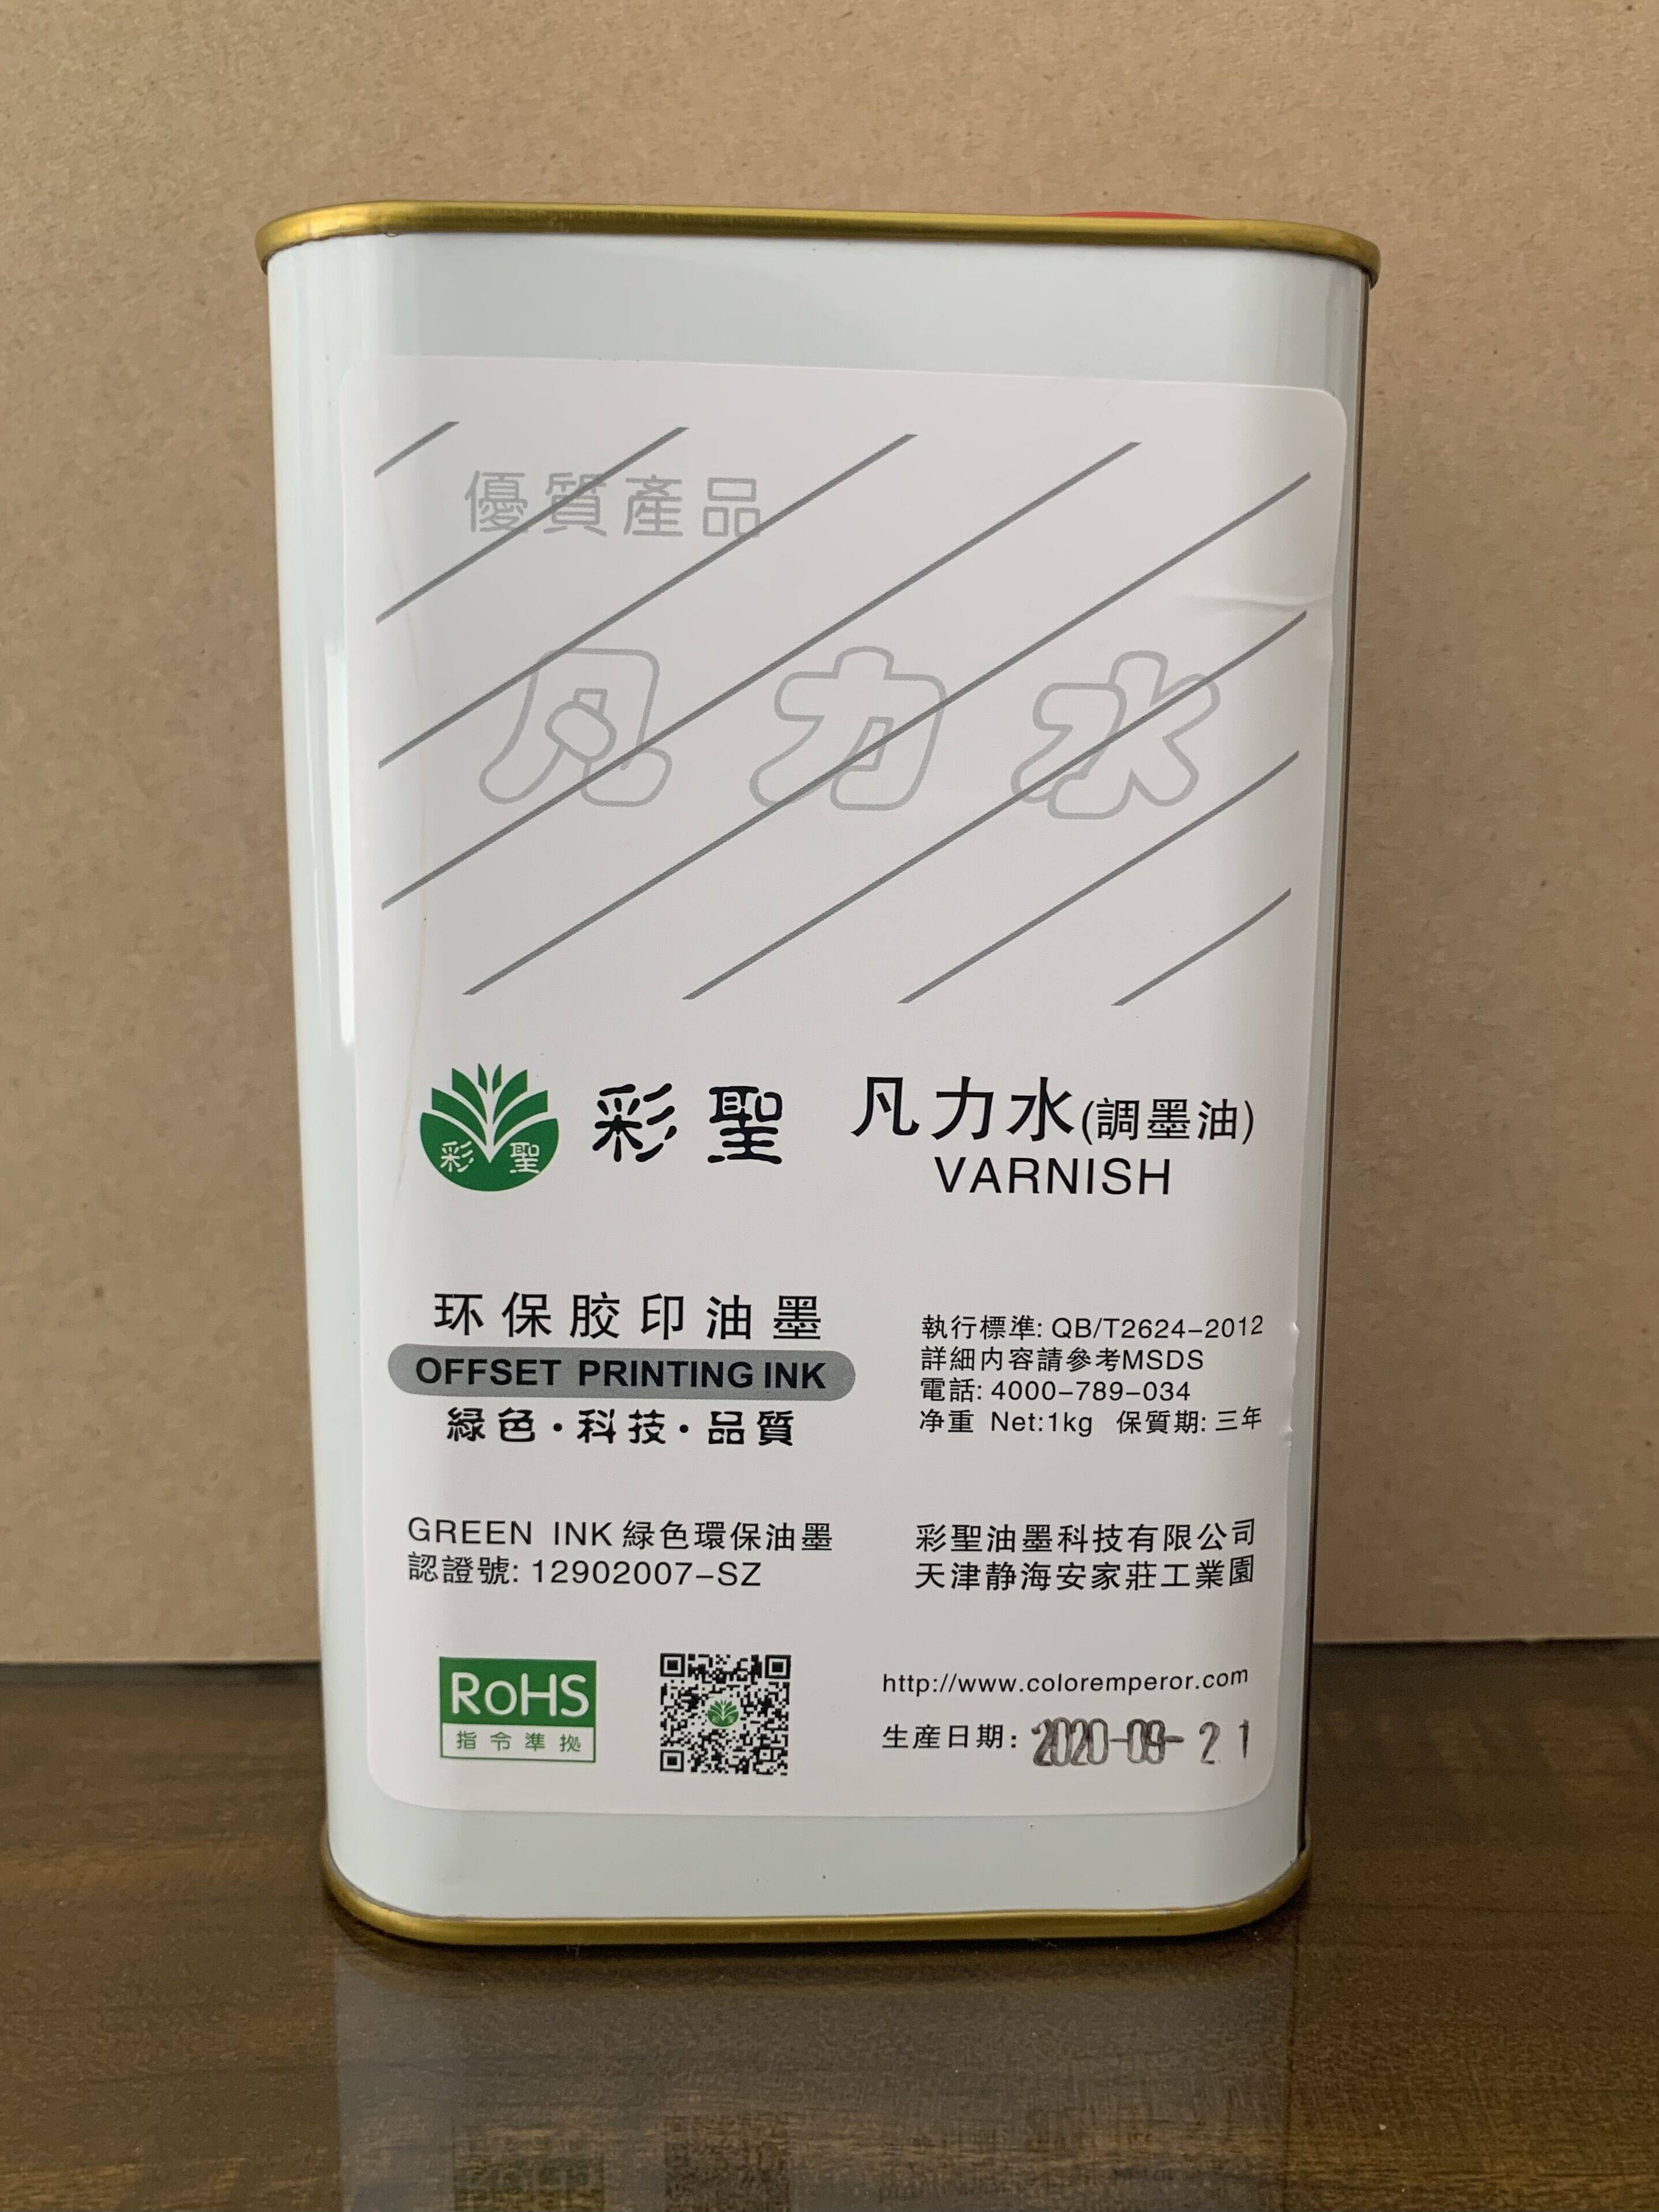 優質產品
凡力水
彩聖
彩聖
凡力水(調墨油)
VARNISH
环保胶印油墨
OFFSET PRINTING INK
綠色·科技·品質
執行標準: QB/T2624-2012
詳細内容請參考MSDS
電話: 4000-789-034
净重 Net:1kg 保質期: 三年
GREEN INK 綠色環保油墨
認證號: 12902007-SZ
彩聖油墨科技有限公司
天津静海安家莊工業園
RoHS
指令準拠
彩聖
http://www.coloremperor.com
生産日期: 2020-09-21